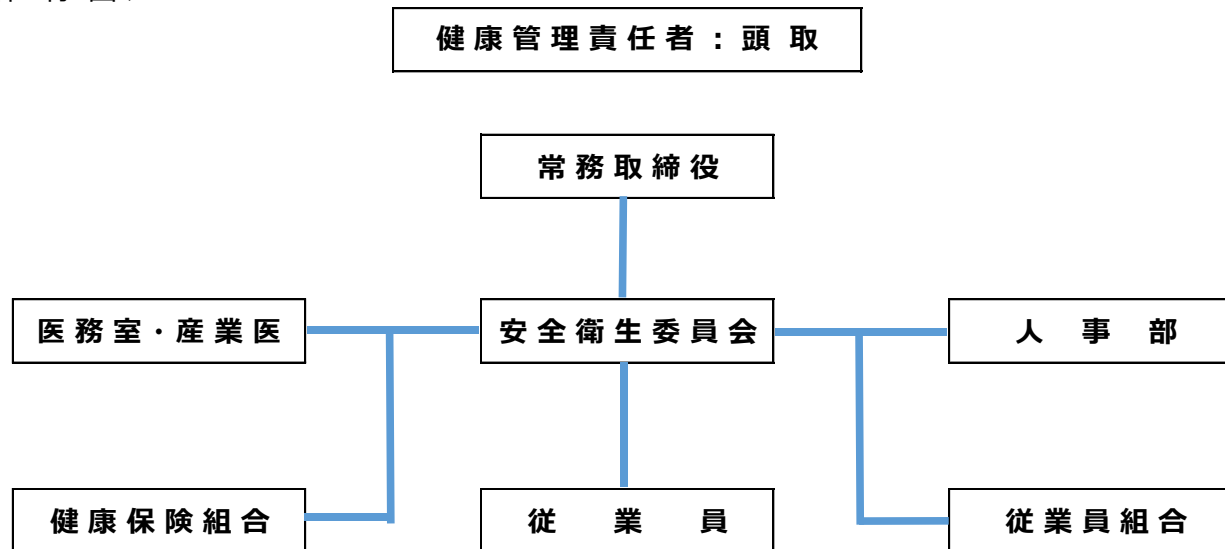 健康管理責任者：頭取
常務取締役
医務室・産業医
安全衛生委員会
人事部
健康保険組合
従業員
従業員組合